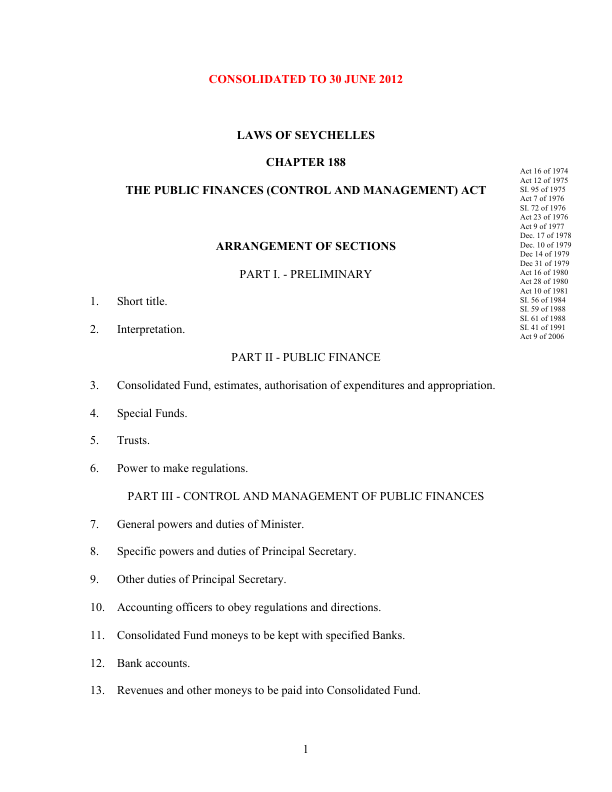 CONSOLIDATED TO 30 JUNE 2012
LAWS OF SEYCHELLES
CHAPTER 188
THE PUBLIC FINANCES (CONTROL AND MANAGEMENT) ACT
Act 16 of 1974
Act 12 of 1975
SI. 95 of 1975
Act 7 of 1976
SI. 72 of 1976
Act 23 of 1976
Act 9 of 1977
Dec. 17 of 1978
Dec. 10 of 1979
Dec 14 of 1979
Dec 31 of 1979
Act 16 of 1980
Act 28 of 1980
Act 10 of 1981
SI. 56 of 1984
SI. 59 of 1988
SI. 61 of 1988
SI. 41 of 1991
Act 9 of 2006
ARRANGEMENT OF SECTIONS
PART I. - PRELIMINARY
1. Short title.
2. Interpretation.
PART II - PUBLIC FINANCE
3. Consolidated Fund, estimates, authorisation of expenditures and appropriation.
4. Special Funds.
5. Trusts.
6. Power to make regulations.
PART III - CONTROL AND MANAGEMENT OF PUBLIC FINANCES
7. General powers and duties of Minister.
8. Specific powers and duties of Principal Secretary.
9. Other duties of Principal Secretary.
10. Accounting officers to obey regulations and directions.
11. Consolidated Fund moneys to be kept with specified Banks.
12. Bank accounts.
13. Revenues and other moneys to be paid into Consolidated Fund.
1